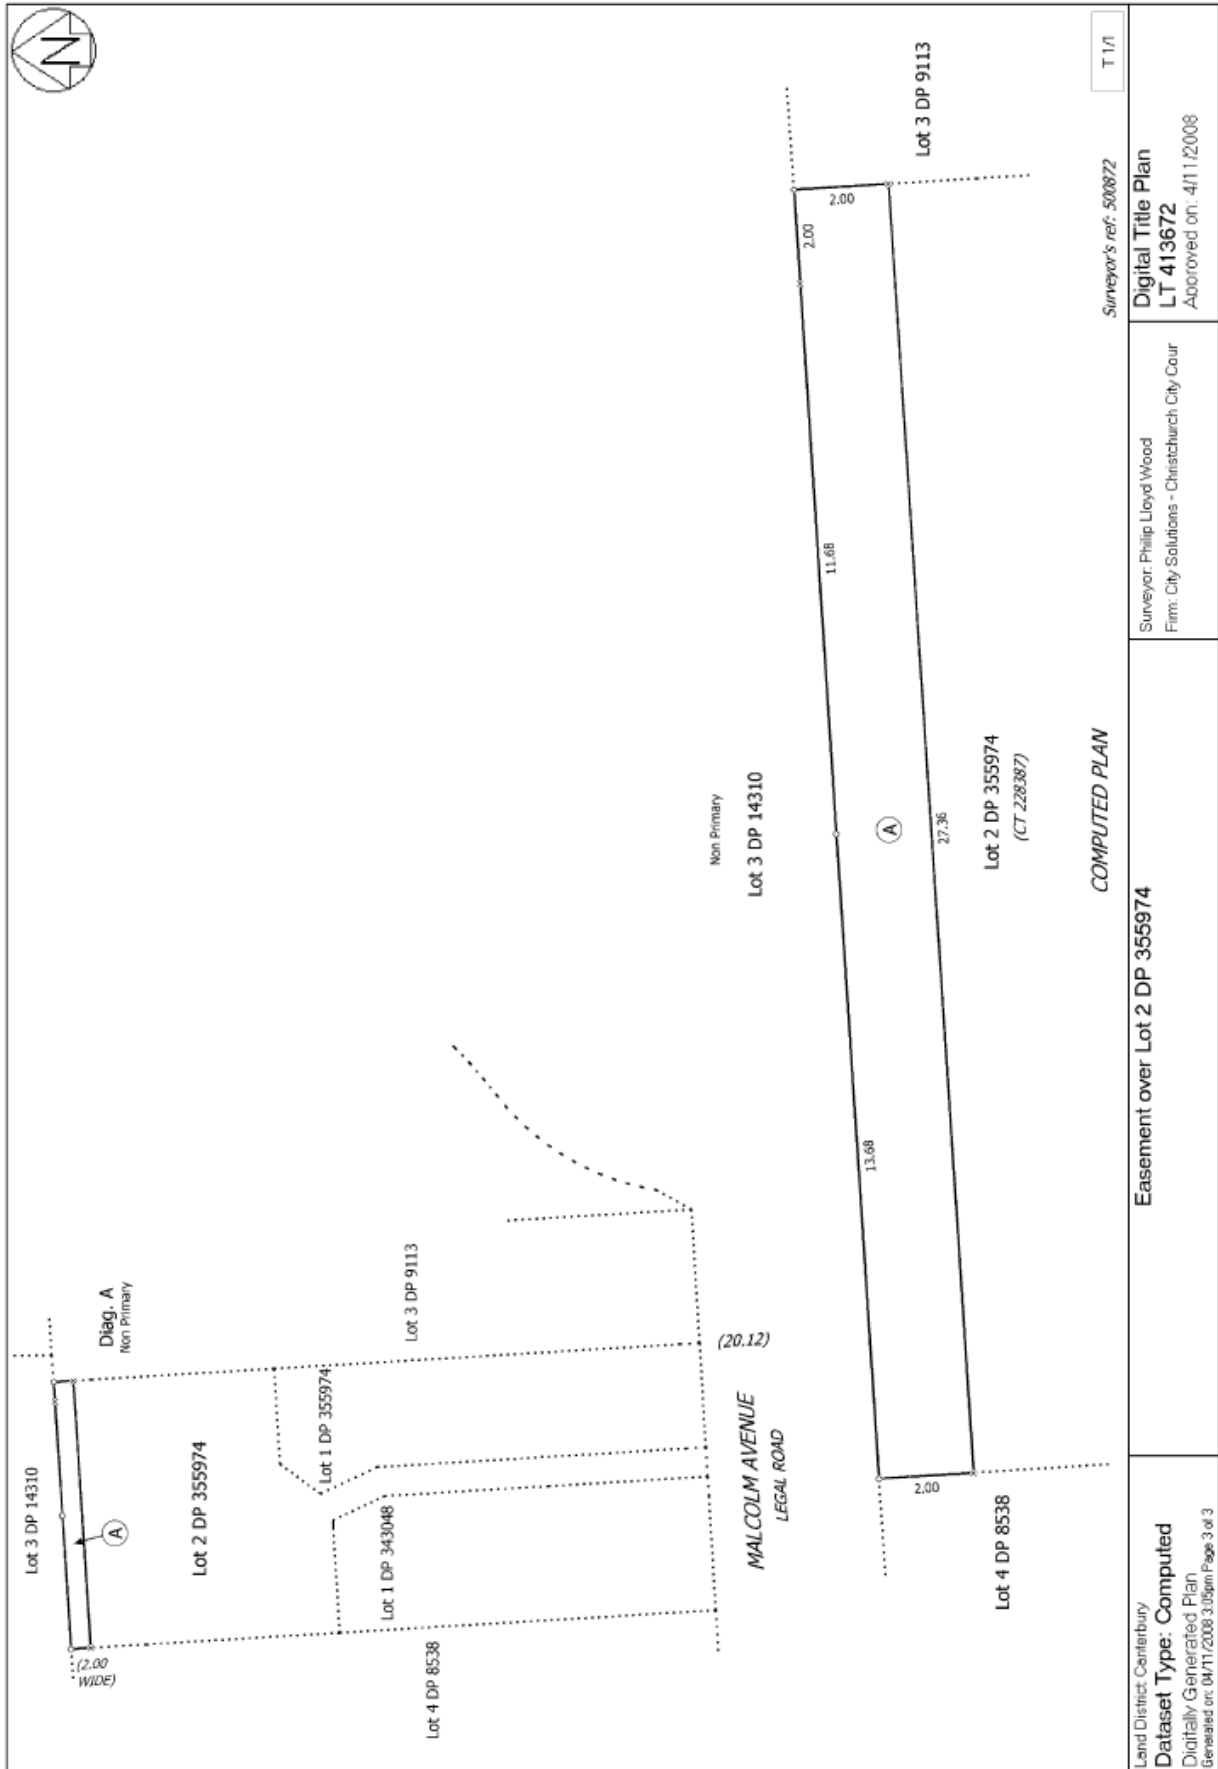 N
Lot 3 DP 14310
Diag. A
Non Primary
(2.00
WIDE)
A
Lot 2 DP 355974
Lot 1 DP 355974
Lot 3 DP 9113
Lot 1 DP 343048
Lot 4 DP 8538
MALCOLM AVENUE
LEGAL ROAD
(20.12)
Non Primary
Lot 3 DP 14310
2.00
2.00
Lot 3 DP 9113
11.68
13.68
A
27.36
2.00
Lot 2 DP 355974
(CT 228387)
Lot 4 DP 8538
COMPUTED PLAN
Surveyor's ref: 500872
T 1/1
Land District: Canterbury
Dataset Type: Computed
Digitally Generated Plan
Generated on: 04/11/2008 3:05pm Page 3 of 3
Easement over Lot 2 DP 355974
Surveyor: Philip Lloyd Wood
Firm: City Solutions - Christchurch City Cour
Digital Title Plan
LT 413672
Approved on: 4/11/2008